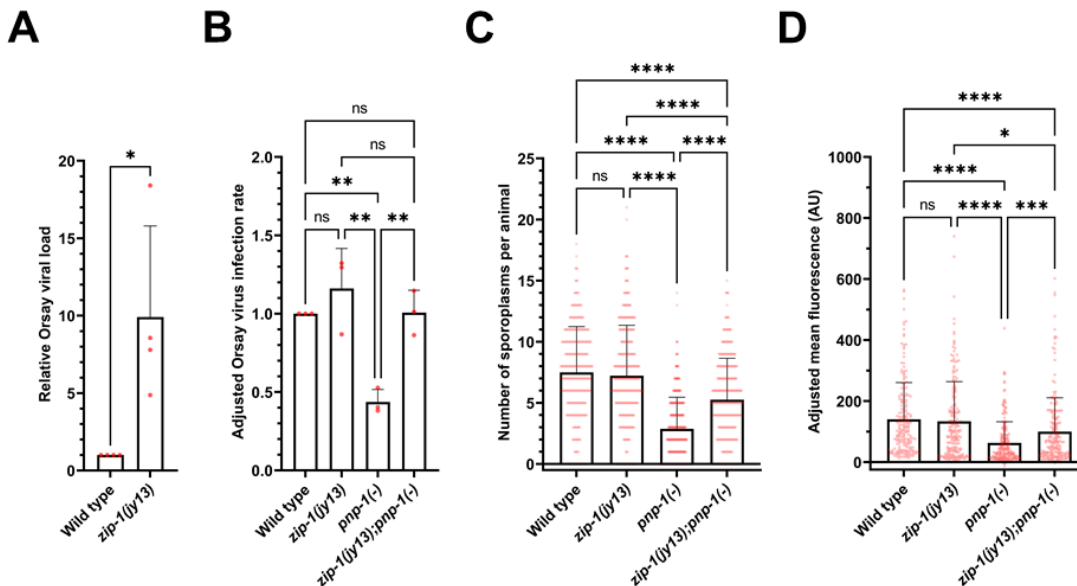 A
B
C
D
Relative Orsay viral load
20
15
10
5
0
*
Wild type
zip-1(jy13)
Adjusted Orsay virus infection rate
2.0
1.5
1.0
0.5
0.0
ns
ns
**
ns
**
**
Wild type
zip-1(jy13)
pnp-1(-)
zip-1(jy13);pnp-1(-)
Number of sporoplasms per animal
25
20
15
10
5
0
****
****
****
****
ns
****
Wild type
zip-1(jy13)
pnp-1(-)
zip-1(jy13);pnp-1(-)
Adjusted mean fluorescence (AU)
1000
800
600
400
200
0
****
*
****
ns
****
***
Wild type
zip-1(jy13)
pnp-1(-)
zip-1(jy13);pnp-1(-)